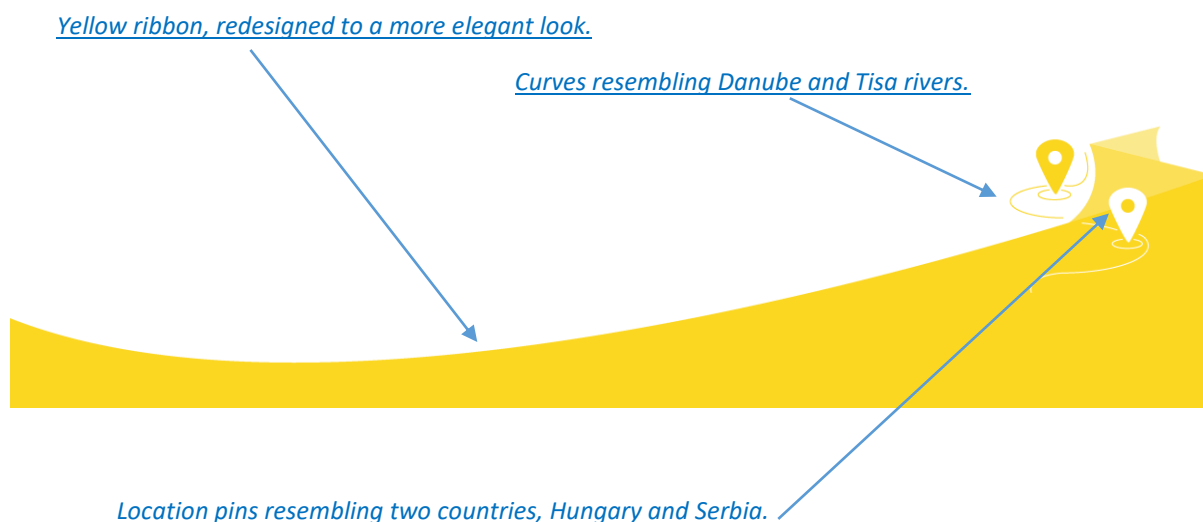 Yellow ribbon, redesigned to a more elegant look.
Curves resembling Danube and Tisa rivers.
Location pins resembling two countries, Hungary and Serbia.